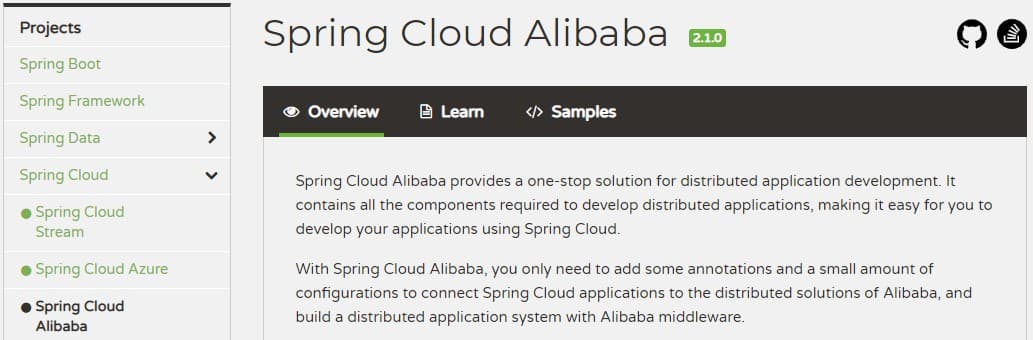 Projects
Spring Boot
Spring Framework
Spring Data
Spring Cloud
Spring Cloud
Stream
Spring Cloud Azure
Spring Cloud
Alibaba
Spring Cloud Alibaba 2.1.0
Overview Learn Samples
Spring Cloud Alibaba provides a one-stop solution for distributed application development. It
contains all the components required to develop distributed applications, making it easy for you to
develop your applications using Spring Cloud.
With Spring Cloud Alibaba, you only need to add some annotations and a small amount of
configurations to connect Spring Cloud applications to the distributed solutions of Alibaba, and
build a distributed application system with Alibaba middleware.